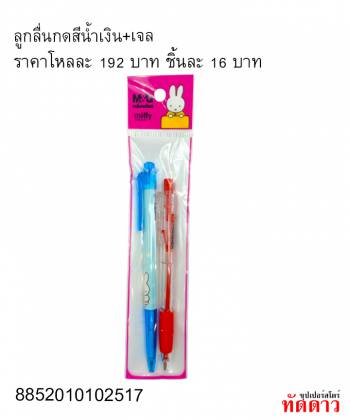 ลูกลื่นกดสีน้ำเงิน+เจล
ราคาโหลละ 192 บาท ชิ้นละ 16 บาท
M&G
miffy
8852010102517
ซุปเปอร์สโตร์
ทัดดาว